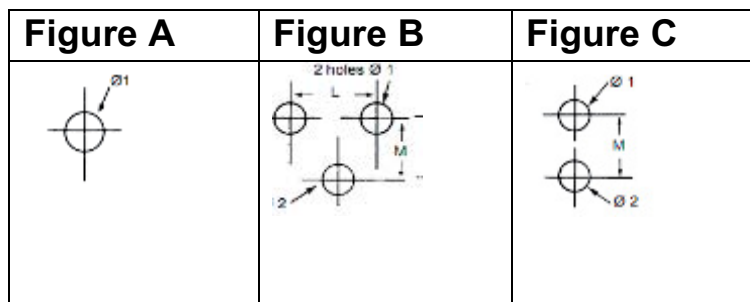 Figure A
Figure B
Figure C
Ø1
2 holes Ø 1
L
M
2
Ø 1
M
Ø 2